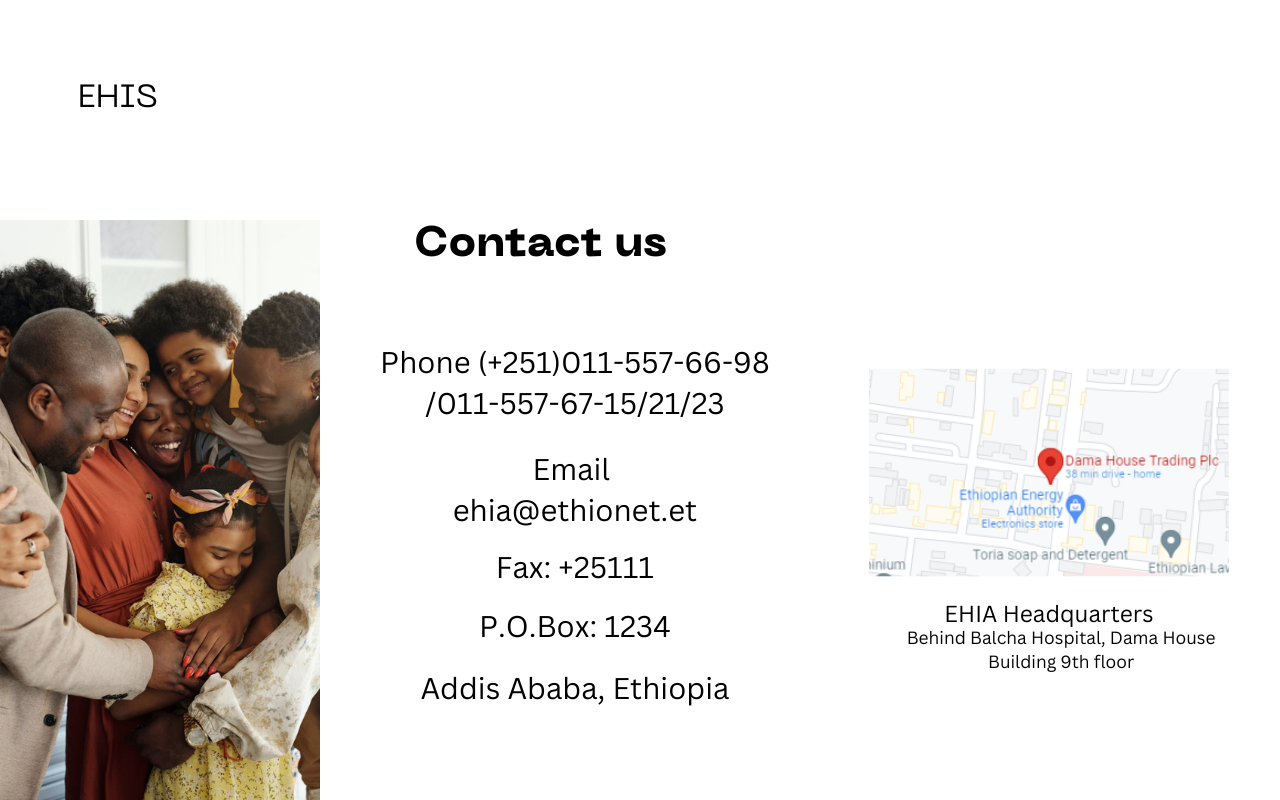 EHIS
Contact us
Phone (+251)011-557-66-98
/011-557-67-15/21/23
Email
ehia@ethionet.et
Fax: +25111
P.O.Box: 1234
Addis Ababa, Ethiopia
Dama House Trading Plc
38 min drive - home
Ethiopian Energy
Authority
Electronics store
Toria soap and Detergent
Ethiopian Law
inium
EHIA Headquarters
Behind Balcha Hospital, Dama House
Building 9th floor